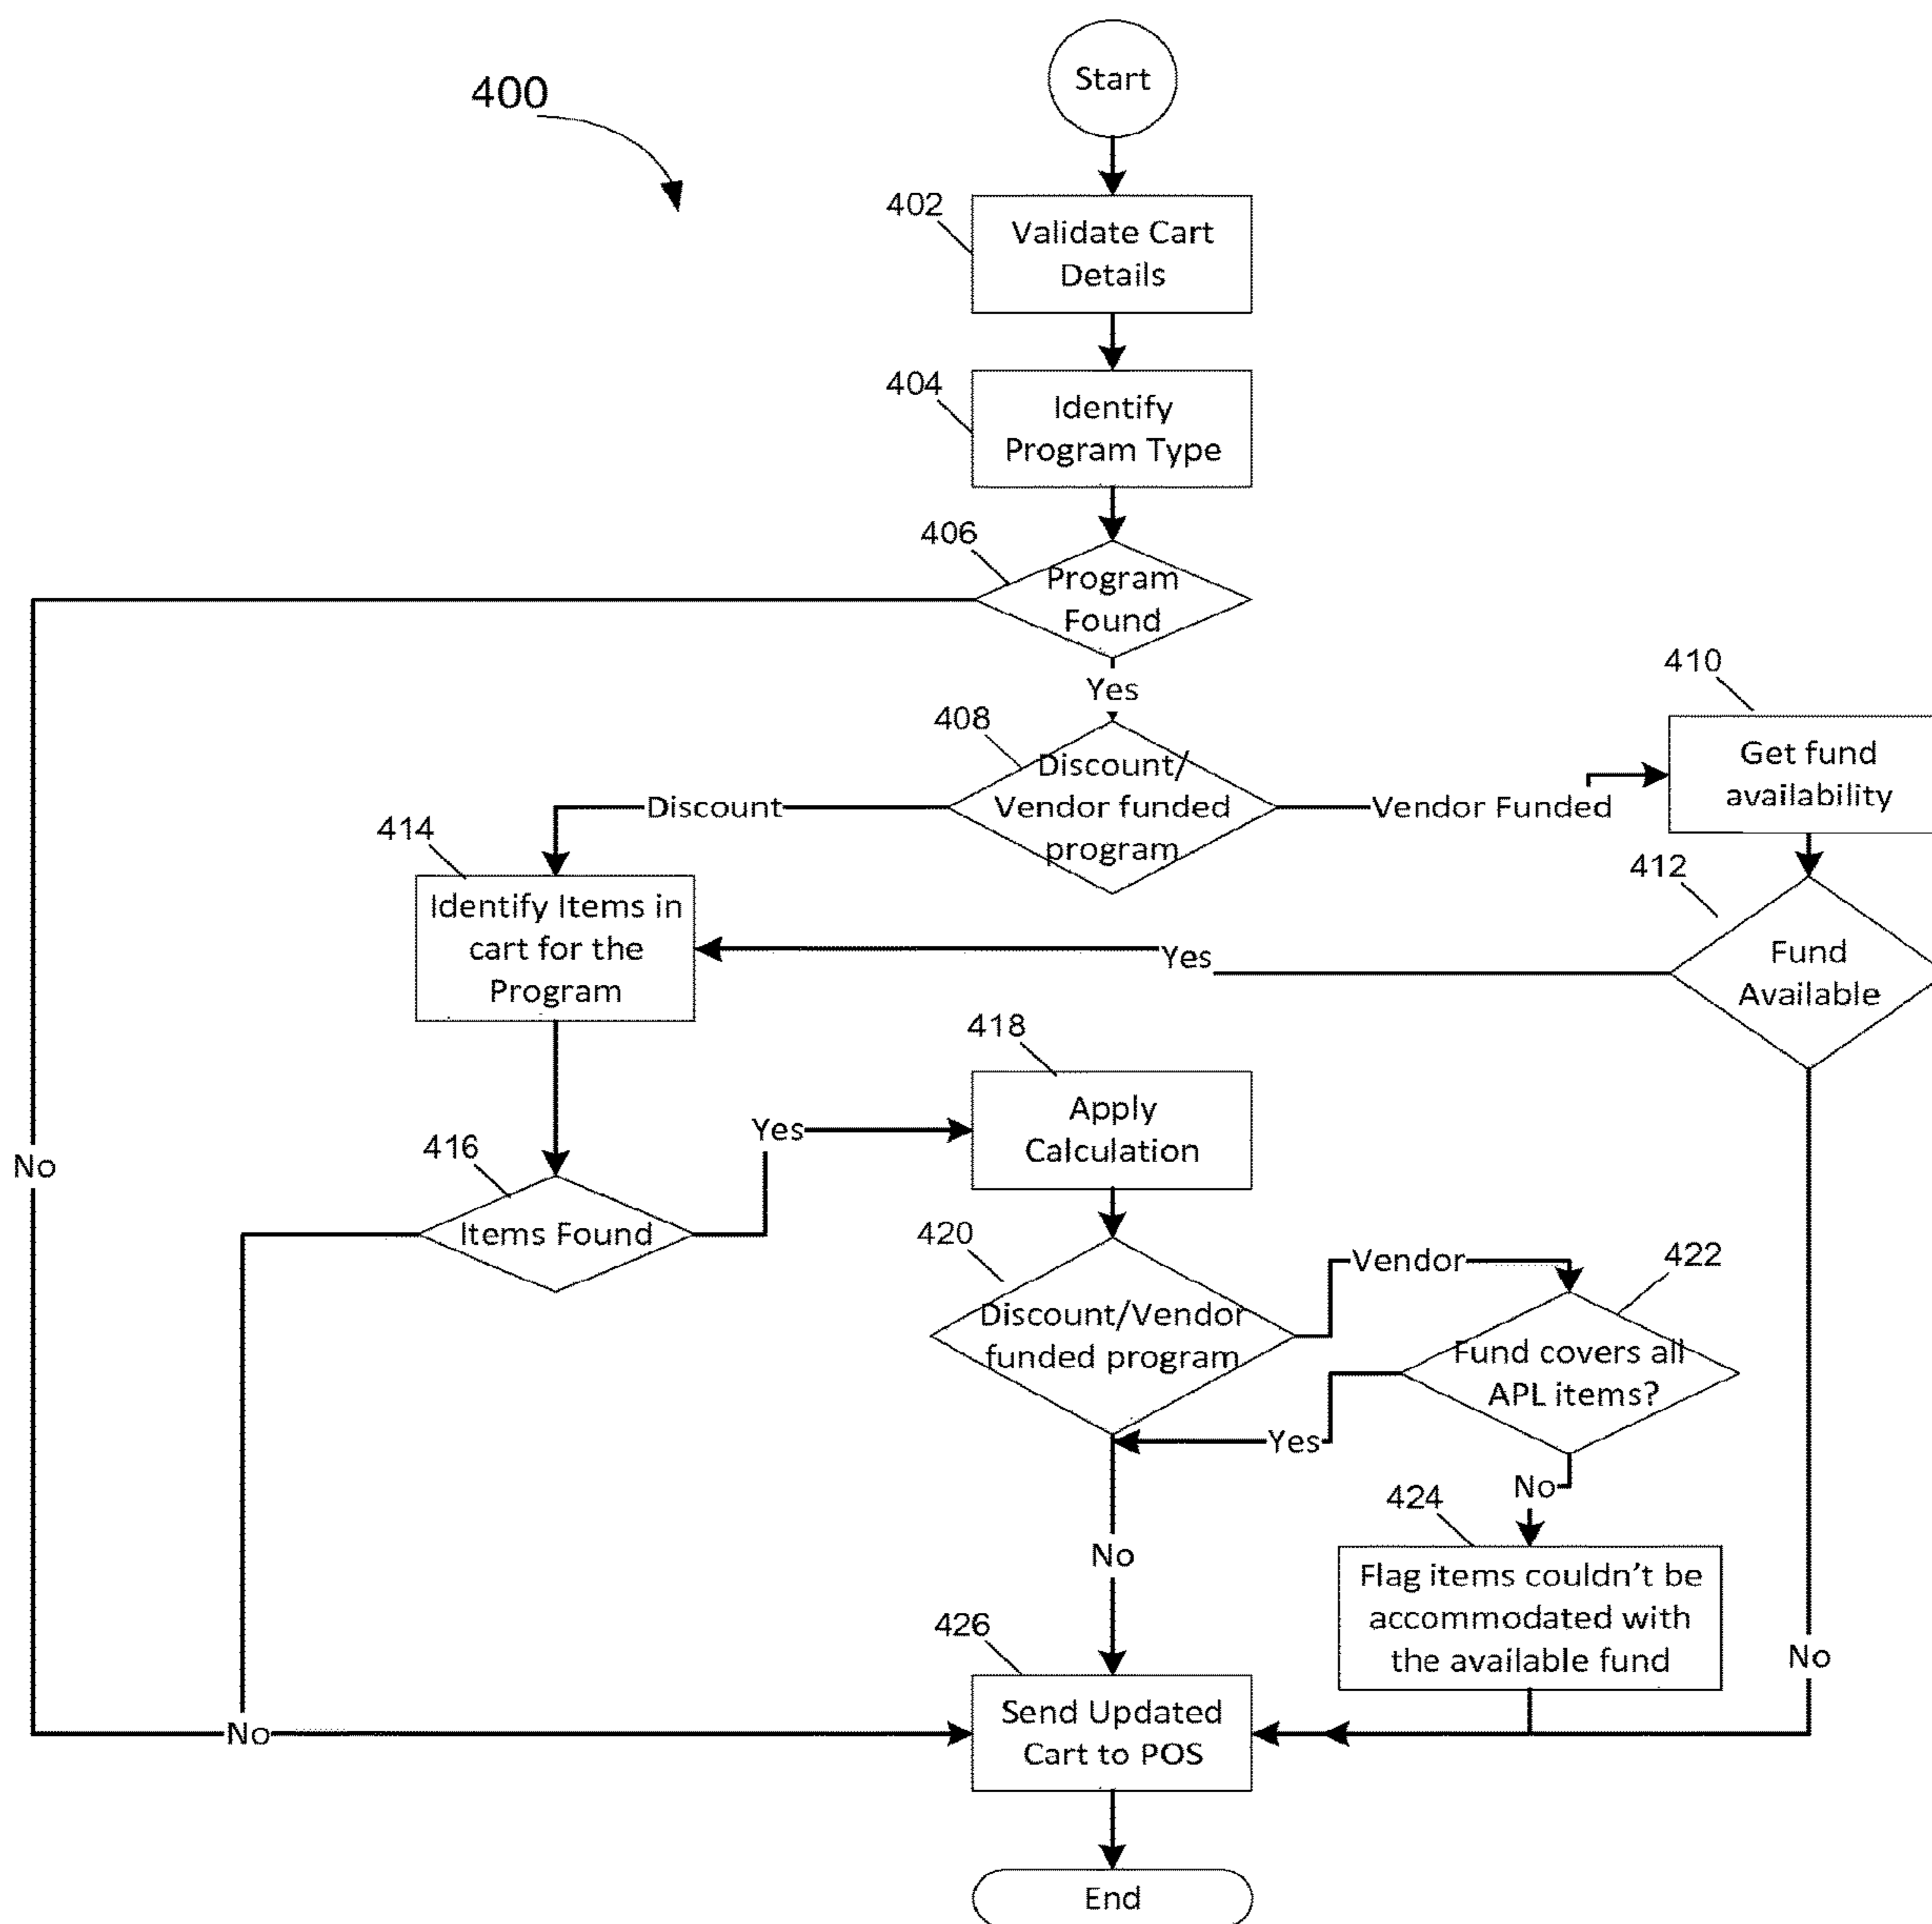 Start
400
402
Validate Cart
Details
404
Identify
Program Type
406
Program
Found
Yes
410
408
Get fund
availability
Discount/
Vendor funded
program
Discount
Vendor Funded
414
412
Identify Items in
cart for the
Program
Yes
Fund
Available
418
Apply
Calculation
Yes
416
No
Items Found
420
Vendor
422
Discount/Vendor
funded program
Fund covers all
APL items?
Yes
No
424
No
Flag items couldn't be
accommodated with
the available fund
426
No
Send Updated
Cart to POS
No
End